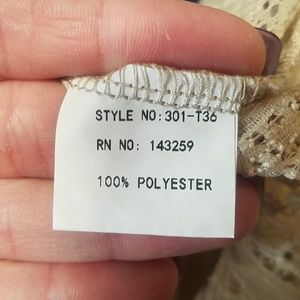 STYLE NO:301-T36
RN NO: 143259
100% POLYESTER